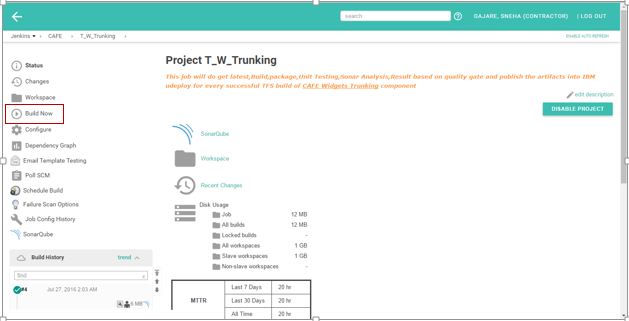 search
GAJARE, SNEHA (CONTRACTOR) | LOG OUT
Jenkins CAFE T_W_Trunking
DISABLE AUTO REFRESH
Status
Changes
Workspace
Build Now
Configure
Dependency Graph
Email Template Testing
Poll SCM
Schedule Build
Failure Scan Options
Job Config History
SonarQube
Build History trend
find x
#4 Jul 27, 2016 2:03 AM
6 MB
Project T_W_Trunking
This job will do get latest,Build,package,Unit Testing,Sonar Analysis,Result based on quality gate and publish the artifacts into IBM
udeploy for every successful TFS build of CAFE Widgets Trunking component
edit description
DISABLE PROJECT
SonarQube
Workspace
Recent Changes
Disk Usage
Job 12 MB
All builds 12 MB
Locked builds -
All workspaces 1 GB
Slave workspaces 1 GB
Non-slave workspaces -
MTTR
Last 7 Days 20 hr
Last 30 Days 20 hr
All Time 20 hr